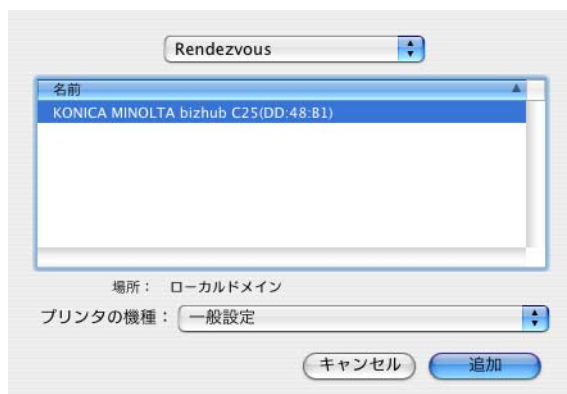 Rendezvous
名前
KONICA MINOLTA bizhub C25(DD:48:B1)
場所： ローカルドメイン
プリンタの機種： 一般設定
キャンセル 追加